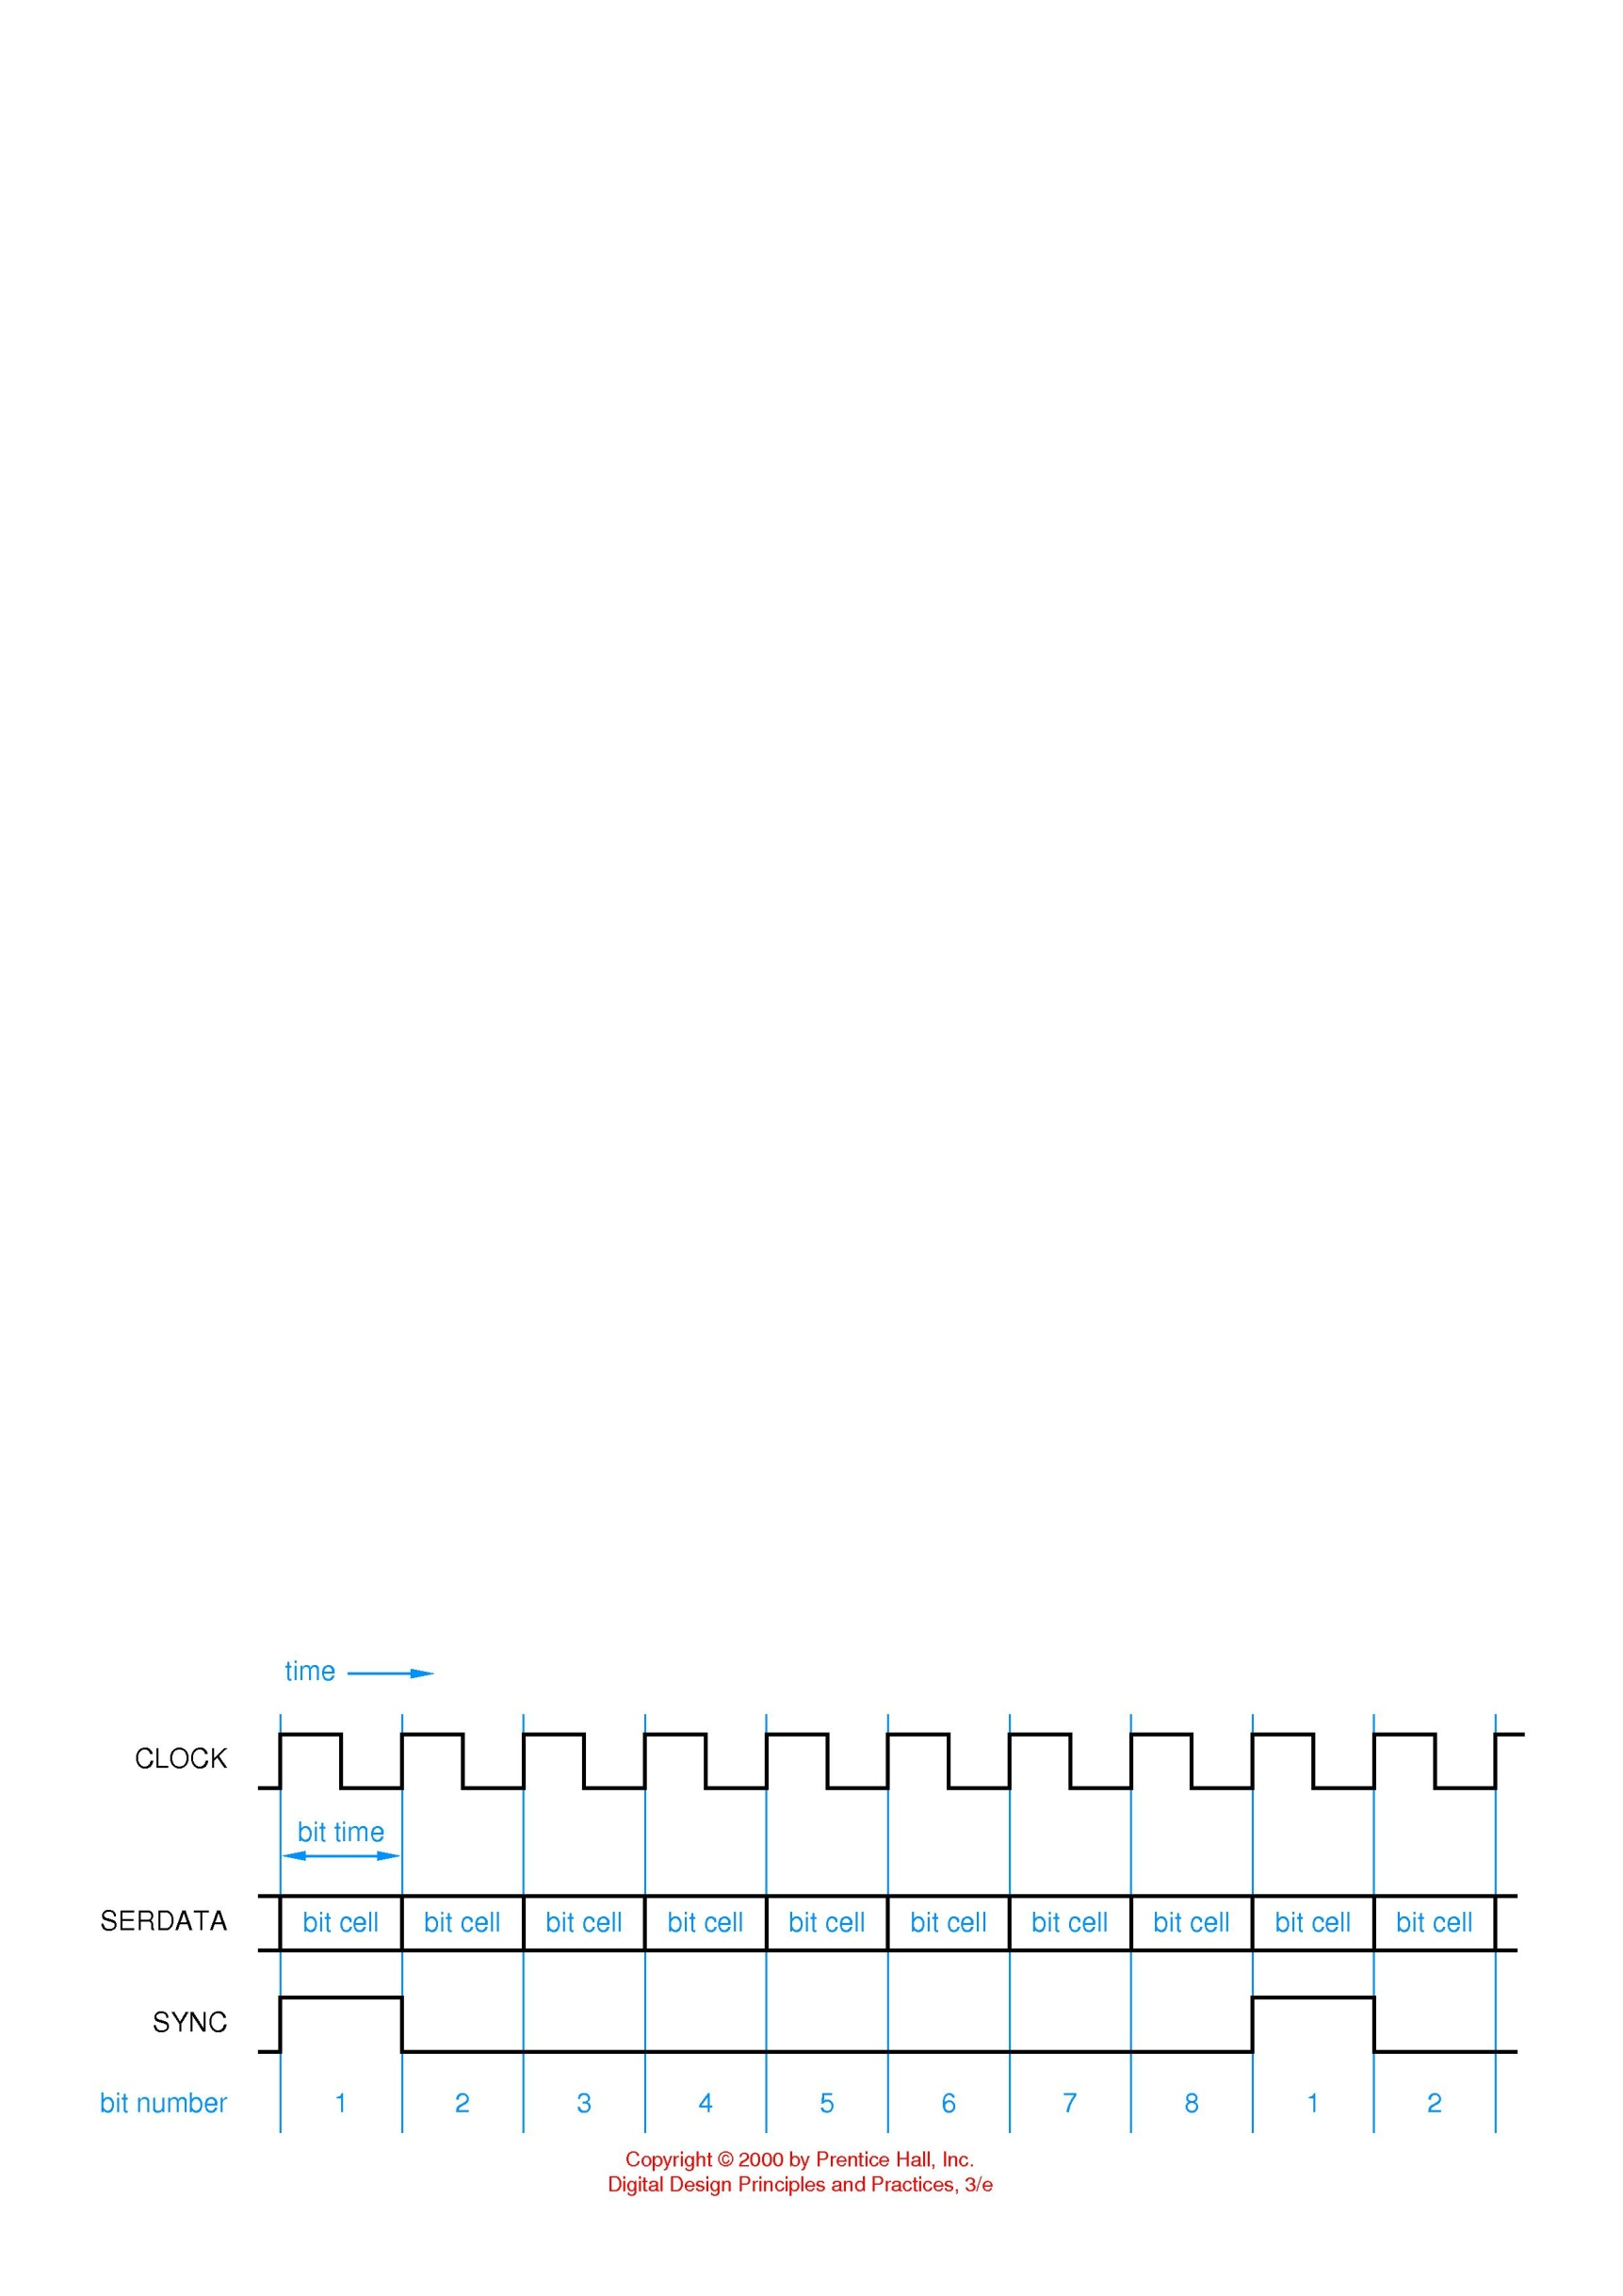 time
CLOCK
bit time
SERDATA bit cell bit cell bit cell bit cell bit cell bit cell bit cell bit cell bit cell bit cell
SYNC
bit number 1 2 3 4 5 6 7 8 1 2
Copyright © 2000 by Prentice Hall, Inc.
Digital Design Principles and Practices, 3/e